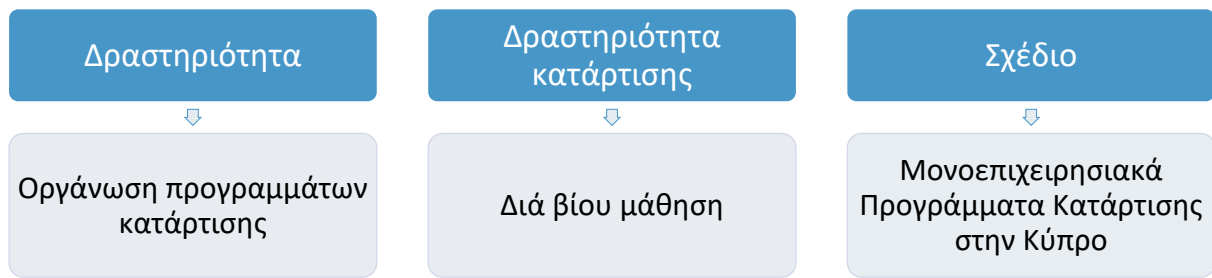 Δραστηριότητα
Οργάνωση προγραμμάτων
κατάρτισης
Δραστηριότητα
κατάρτισης
Διά βίου μάθηση
Σχέδιο
Μονοεπιχειρησιακά
Προγράμματα Κατάρτισης
στην Κύπρο